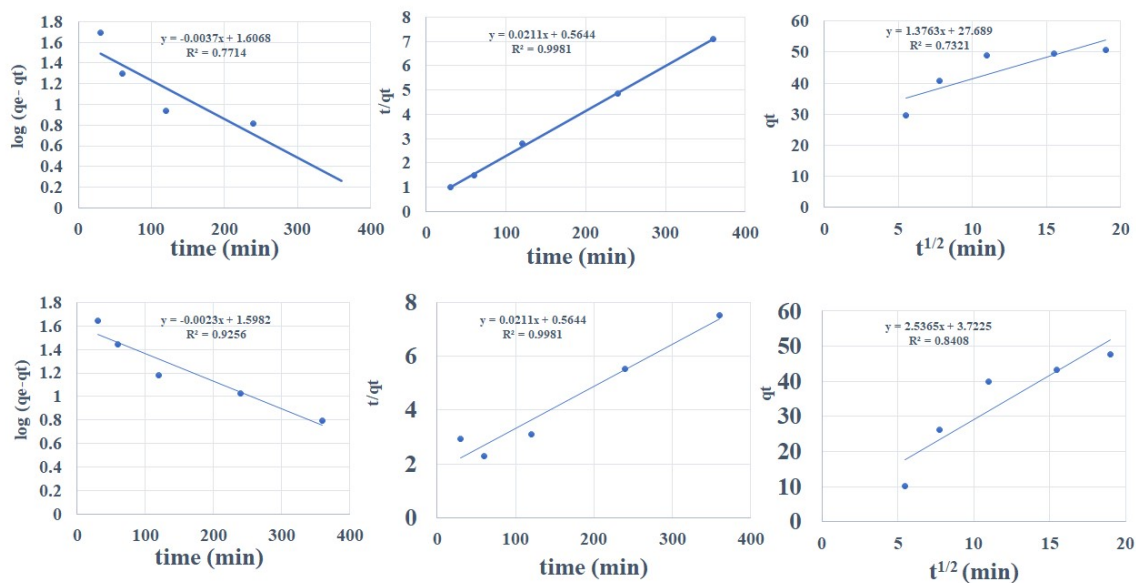 y = -0.0037x + 1.6068
R² = 0.7714
log (qe- qt)
1.8
1.6
1.4
1.2
1
0.8
0.6
0.4
0.2
0
0 100 200 300 400
time (min)
y = 0.0211x + 0.5644
R² = 0.9981
t/qt
8
7
6
5
4
3
2
1
0
0 100 200 300 400
time (min)
y = 1.3763x + 27.689
R² = 0.7321
qt
60
50
40
30
20
10
0
0 5 10 15 20
t¹/² (min)
y = -0.0023x + 1.5982
R² = 0.9256
log (qe-qt)
1.8
1.6
1.4
1.2
1
0.8
0.6
0.4
0.2
0
0 100 200 300 400
time (min)
y = 0.0211x + 0.5644
R² = 0.9981
t/qt
8
6
4
2
0
0 100 200 300 400
time (min)
y = 2.5365x + 3.7225
R² = 0.8408
qt
60
50
40
30
20
10
0
0 5 10 15 20
t¹/² (min)